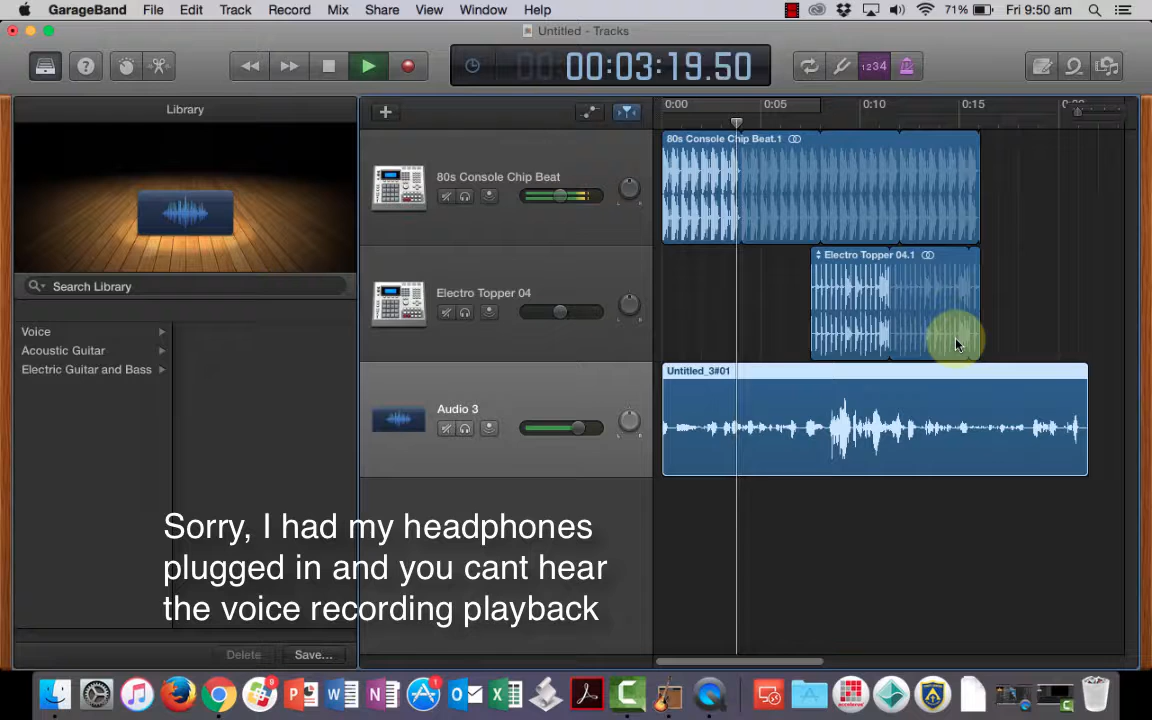 GarageBand File Edit Track Record Mix Share View Window Help 71% Fri 9:50 am
Untitled - Tracks
00:03:19.50
1234
Library
0:00 0:05 0:10 0:15
80s Console Chip Beat.1
80s Console Chip Beat
Electro Topper 04.1
Search Library
Electro Topper 04
Voice
Acoustic Guitar
Electric Guitar and Bass
Untitled_3#01
Audio 3
Sorry, I had my headphones
plugged in and you cant hear
the voice recording playback
Delete Save...